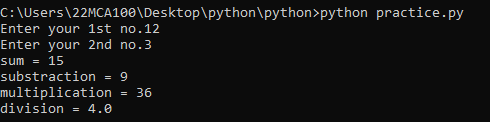 C:\Users\22MCA100\Desktop\python\python>python practice.py
Enter your 1st no.12
Enter your 2nd no.3
sum = 15
substraction = 9
multiplication = 36
division = 4.0